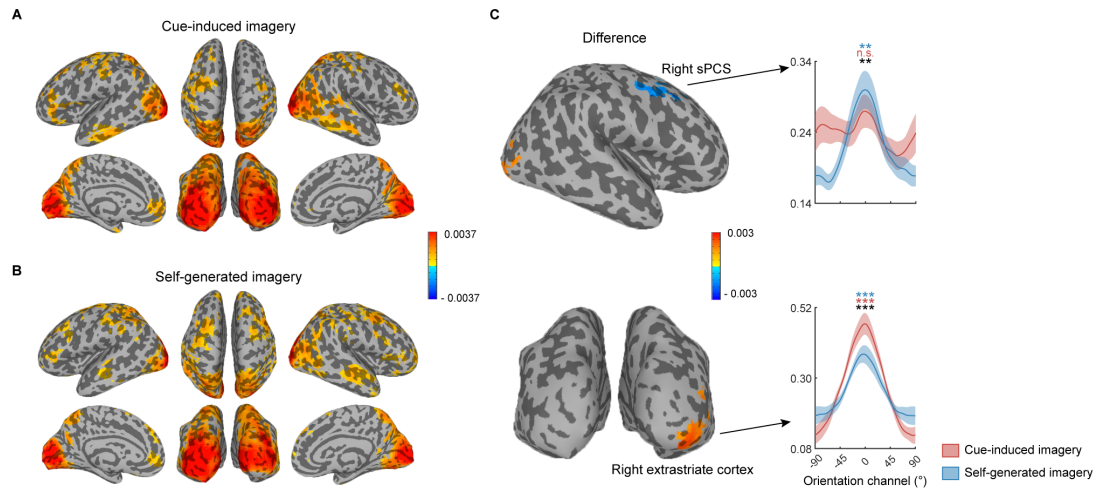 A
Cue-induced imagery
0.0037
- 0.0037
B
Self-generated imagery
C
Difference
Right sPCS
0.003
- 0.003
Right extrastriate cortex
**
n.s.
**
0.34
0.24
0.14
***
***
***
0.52
0.30
0.08
-90
-45
0
45
90
Orientation channel (°)
Cue-induced imagery
Self-generated imagery